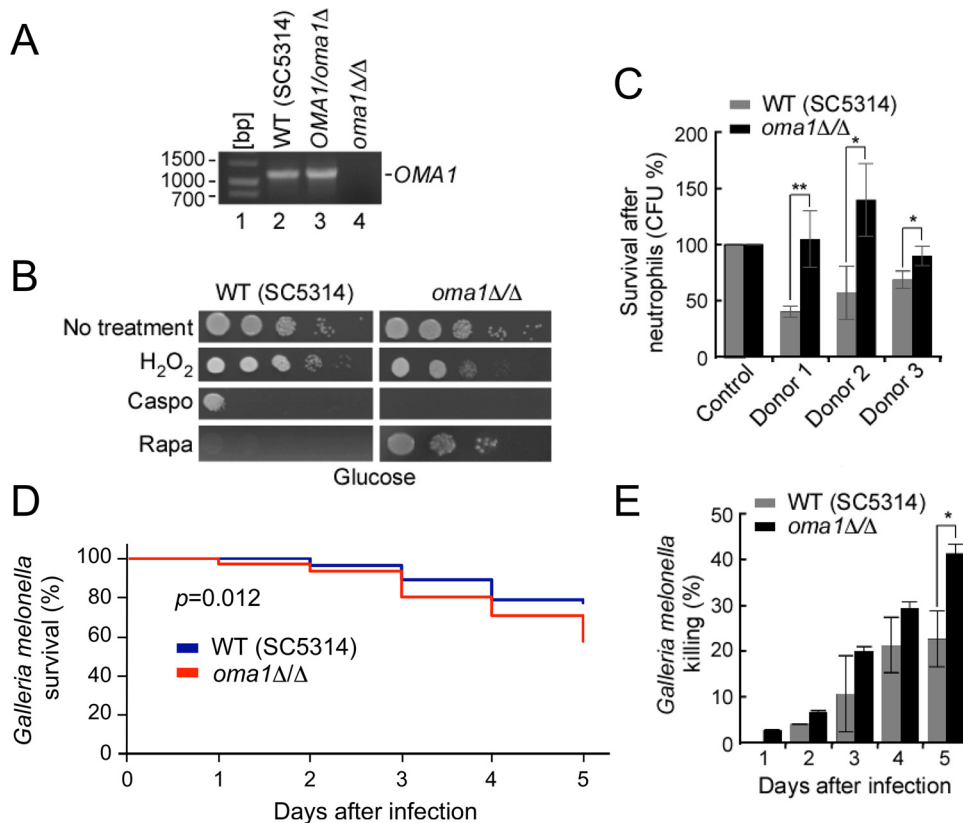 A
[bp]
WT (SC5314)
OMA1/oma1Δ
oma1Δ/Δ
1500
1000
700
-OMA1
1 2 3 4
B
WT (SC5314) oma1Δ/Δ
No treatment
H₂O₂
Caspo
Rapa
Glucose
C
WT (SC5314)
oma1Δ/Δ
Survival after
neutrophils (CFU %)
200
150
100
50
0
**
*
*
Control
Donor 1
Donor 2
Donor 3
D
Galleria melonella
survival (%)
100
80
60
40
20
0
p=0.012
WT (SC5314)
oma1Δ/Δ
0 1 2 3 4 5
Days after infection
E
WT (SC5314)
oma1Δ/Δ
Galleria melonella
killing (%)
50
40
30
20
10
0
*
1 2 3 4 5
Days after infection